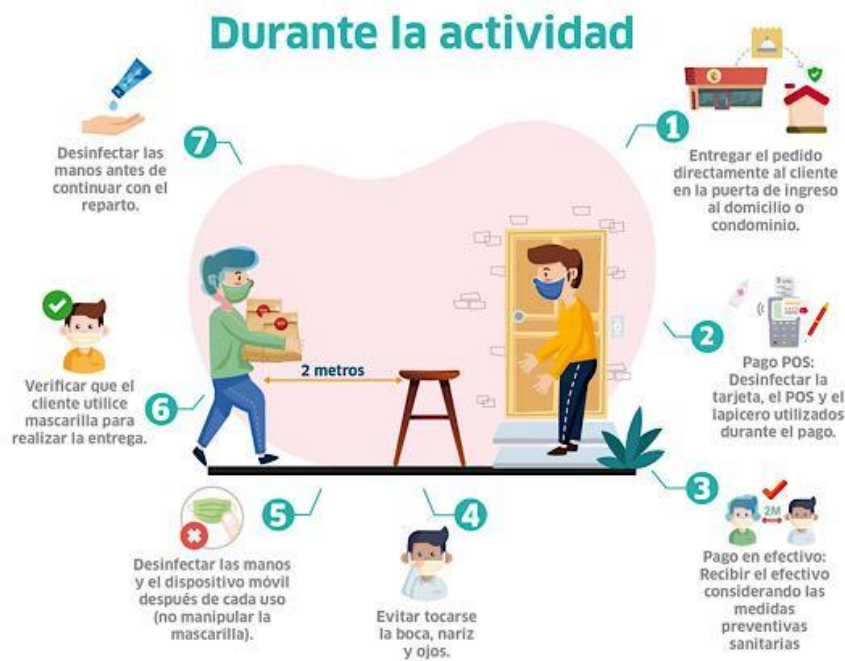 Durante la actividad
1
Entregar el pedido
directamente al cliente
en la puerta de ingreso
al domicilio o
condominio.
2
Pago POS:
Desinfectar la
tarjeta, el POS y el
lapicero utilizados
durante el pago.
3
2M
Pago en efectivo:
Recibir el efectivo
considerando las
medidas
preventivas
sanitarias
4
Evitar tocarse
la boca, nariz
y ojos.
5
Desinfectar las manos
y el dispositivo móvil
después de cada uso
(no manipular la
mascarilla).
6
Verificar que el
cliente utilice
mascarilla para
realizar la entrega.
7
Desinfectar las
manos antes de
continuar con el
reparto.
2 metros